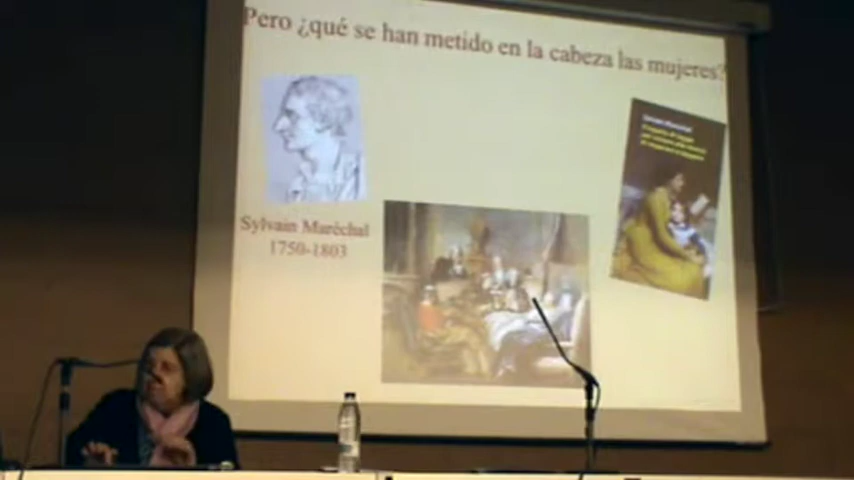 Pero ¿qué se han metido en la cabeza las mujeres?
Sylvain Maréchal
1750-1803